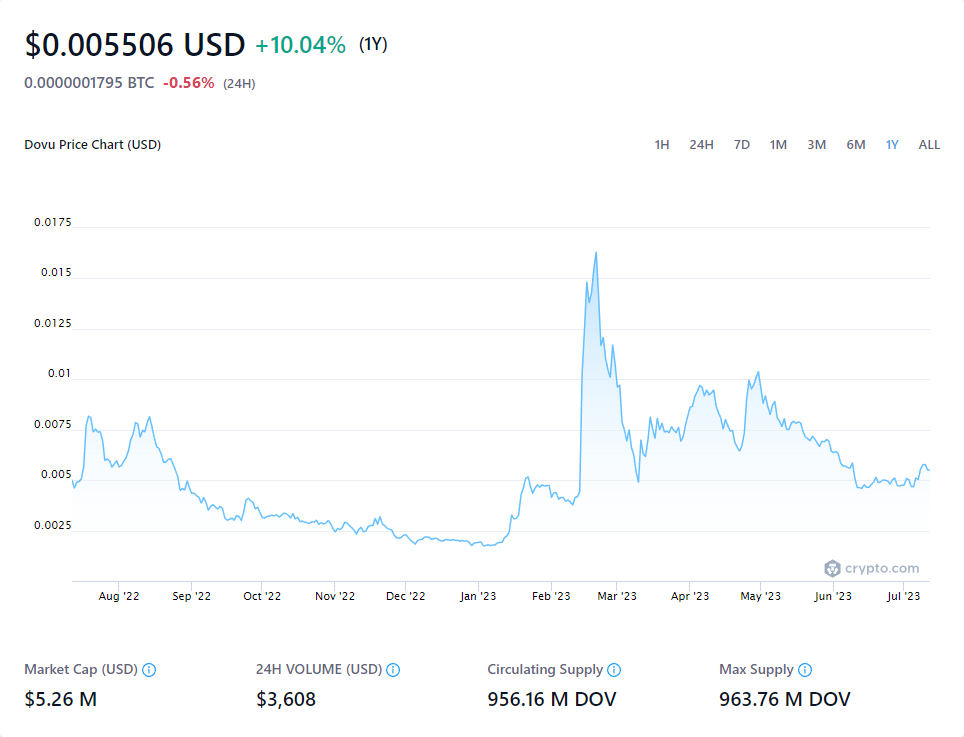 $0.005506 USD +10.04% (1Y)
0.0000001795 BTC -0.56% (24H)
Dovu Price Chart (USD) 1H 24H 7D 1M 3M 6M 1Y ALL
0.0175
0.015
0.0125
0.01
0.0075
0.005
0.0025
crypto.com
Aug '22 Sep '22 Oct '22 Nov '22 Dec '22 Jan '23 Feb '23 Mar '23 Apr '23 May '23 Jun '23 Jul '23
Market Cap (USD) 24H VOLUME (USD) Circulating Supply Max Supply
$5.26 M $3,608 956.16 M DOV 963.76 M DOV